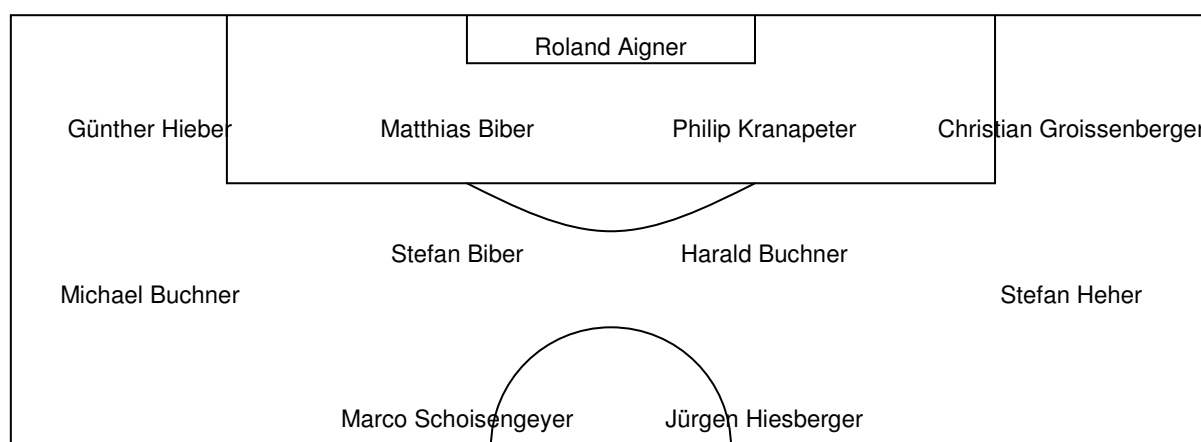 Roland Aigner
Günther Hieber Matthias Biber Philip Kranapeter Christian Groissenberger
Stefan Biber Harald Buchner
Michael Buchner Stefan Heher
Marco Schoisengeyer Jürgen Hiesberger